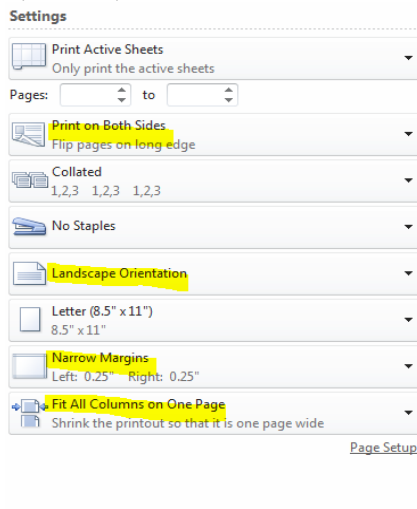 Settings
Print Active Sheets
Only print the active sheets
Pages: to
Print on Both Sides
Flip pages on long edge
Collated
1,2,3 1,2,3 1,2,3
No Staples
Landscape Orientation
Letter (8.5" x 11")
8.5" x 11"
Narrow Margins
Left: 0.25" Right: 0.25"
Fit All Columns on One Page
Shrink the printout so that it is one page wide
Page Setup